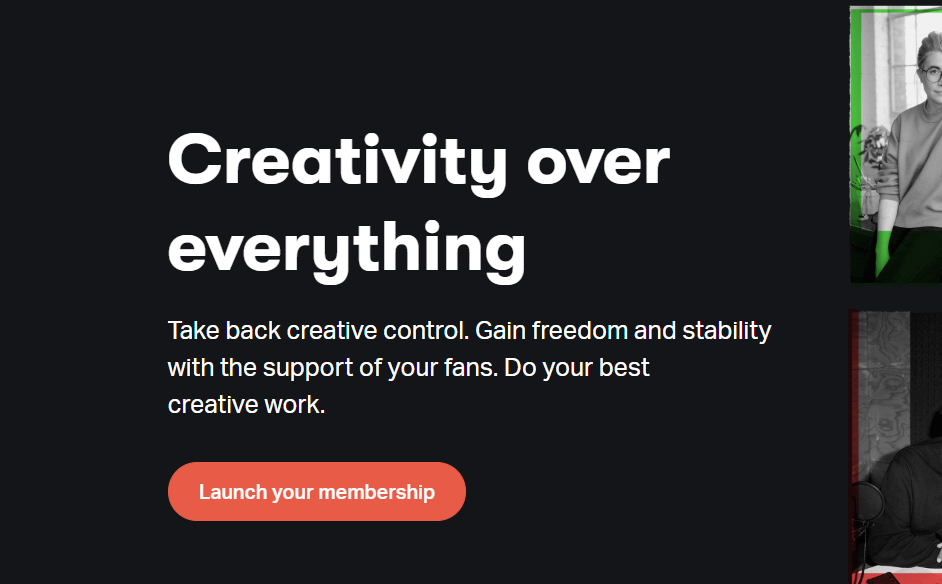 Creativity over
everything
Take back creative control. Gain freedom and stability
with the support of your fans. Do your best
creative work.
Launch your membership